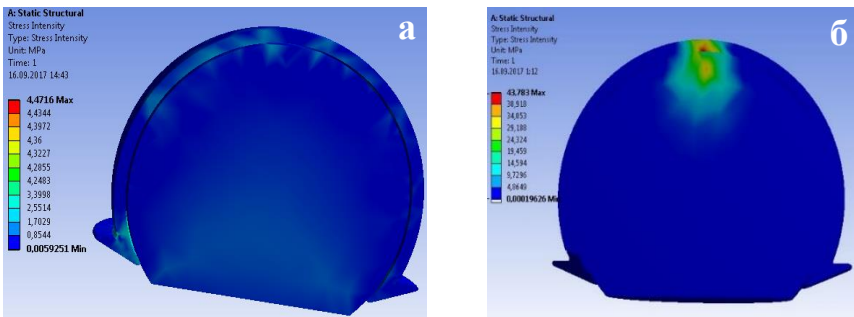 A: Static Structural
Stress Intensity
Type: Stress Intensity
Unit: MPa
Time: 1
16.09.2017 14:43
4,4716 Max
4,4344
4,3972
4,36
4,3227
4,2855
4,2483
3,3998
2,5514
1,7029
0,8544
0,0059251 Min
а
A: Static Structural
Stress Intensity
Type: Stress Intensity
Unit: MPa
Time: 1
16.09.2017 1:12
43,783 Max
38,918
34,053
29,188
24,324
19,459
14,594
9,7296
4,8649
0,00019626 Min
б